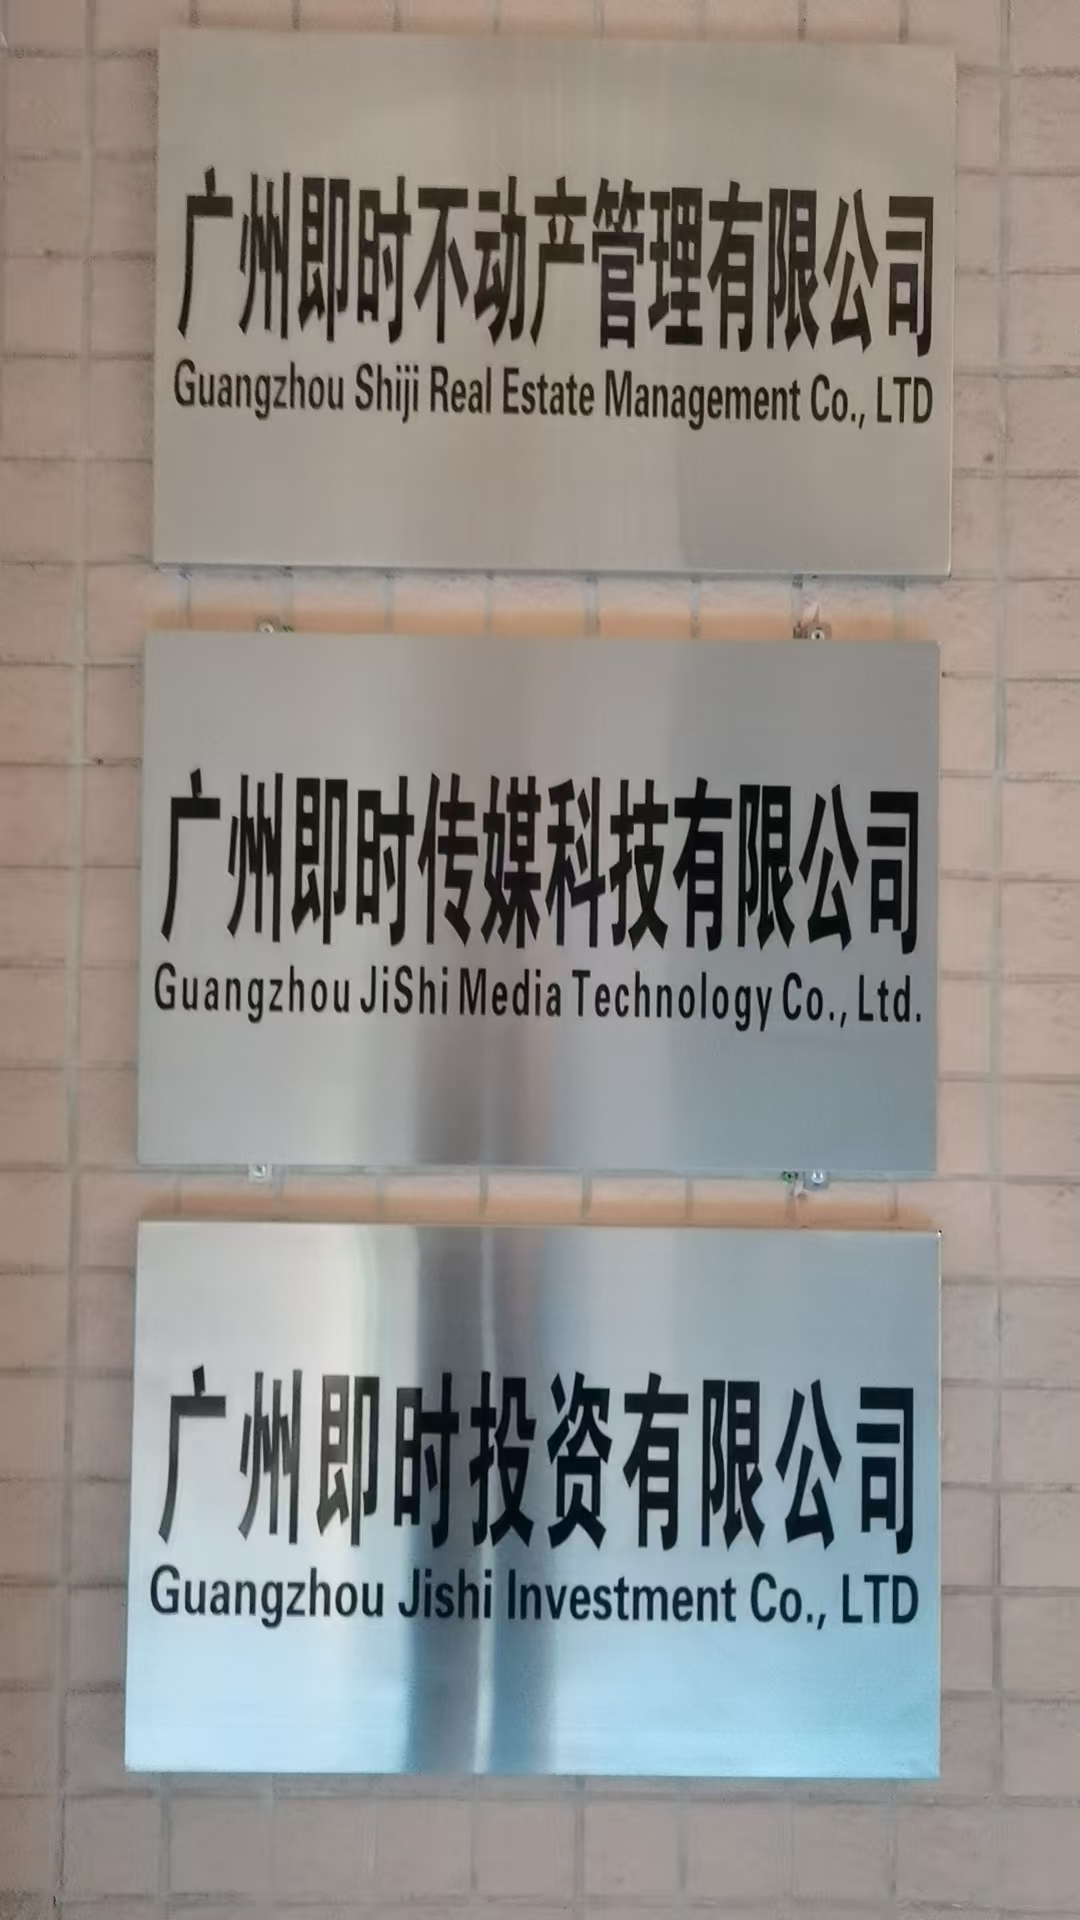 广州即时不动产管理有限公司
Guangzhou Shiji Real Estate Management Co., LTD
广州即时传媒科技有限公司
Guangzhou JiShi Media Technology Co., Ltd.
广州即时投资有限公司
Guangzhou Jishi Investment Co., LTD